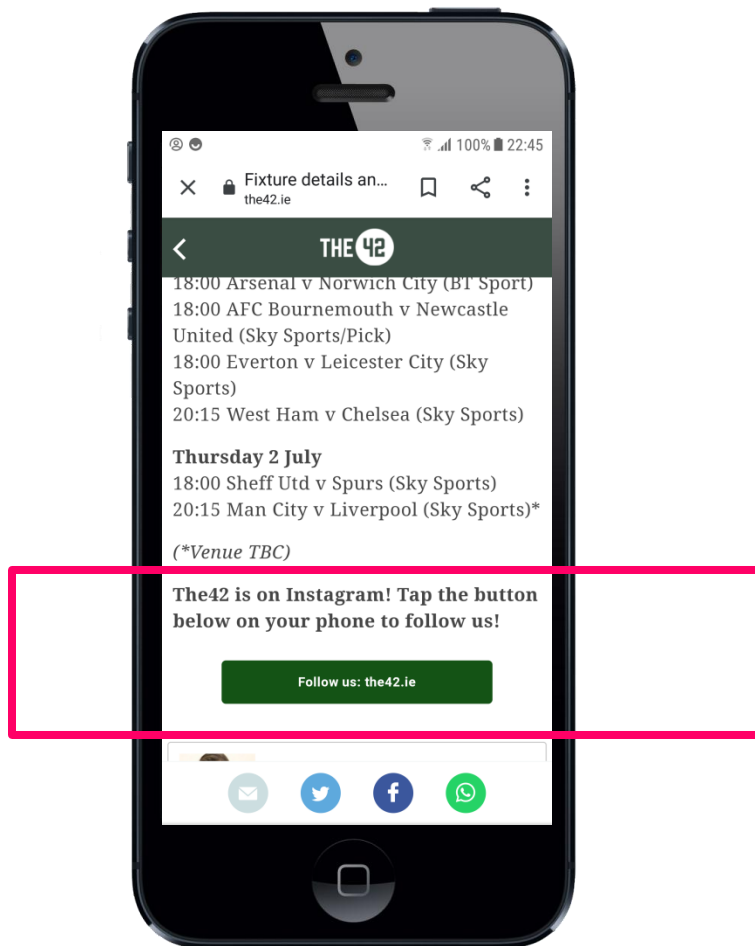 100% 22:45
Fixture details an...
the42.ie
THE 42
18:00 Arsenal v Norwich City (BT Sport)
18:00 AFC Bournemouth v Newcastle
United (Sky Sports/Pick)
18:00 Everton v Leicester City (Sky
Sports)
20:15 West Ham v Chelsea (Sky Sports)
Thursday 2 July
18:00 Sheff Utd v Spurs (Sky Sports)
20:15 Man City v Liverpool (Sky Sports)*
(*Venue TBC)
The42 is on Instagram! Tap the button
below on your phone to follow us!
Follow us: the42.ie